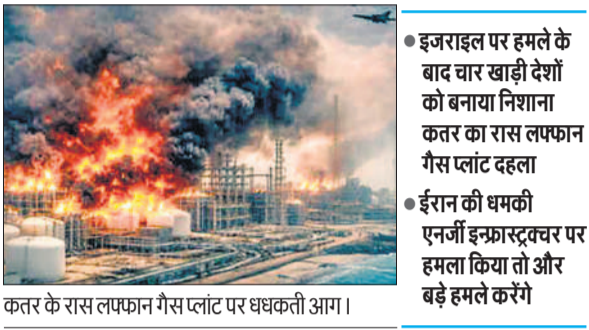 ● इजराइल पर हमले के
बाद चार खाड़ी देशों
को बनाया निशाना
कतर का रास लफ्फान
गैस प्लांट दहला
● ईरान की धमकी
एनर्जी इन्फ्रास्ट्रक्चर पर
हमला किया तो और
बड़े हमले करेंगे
कतर के रास लफ्फान गैस प्लांट पर धधकती आग।